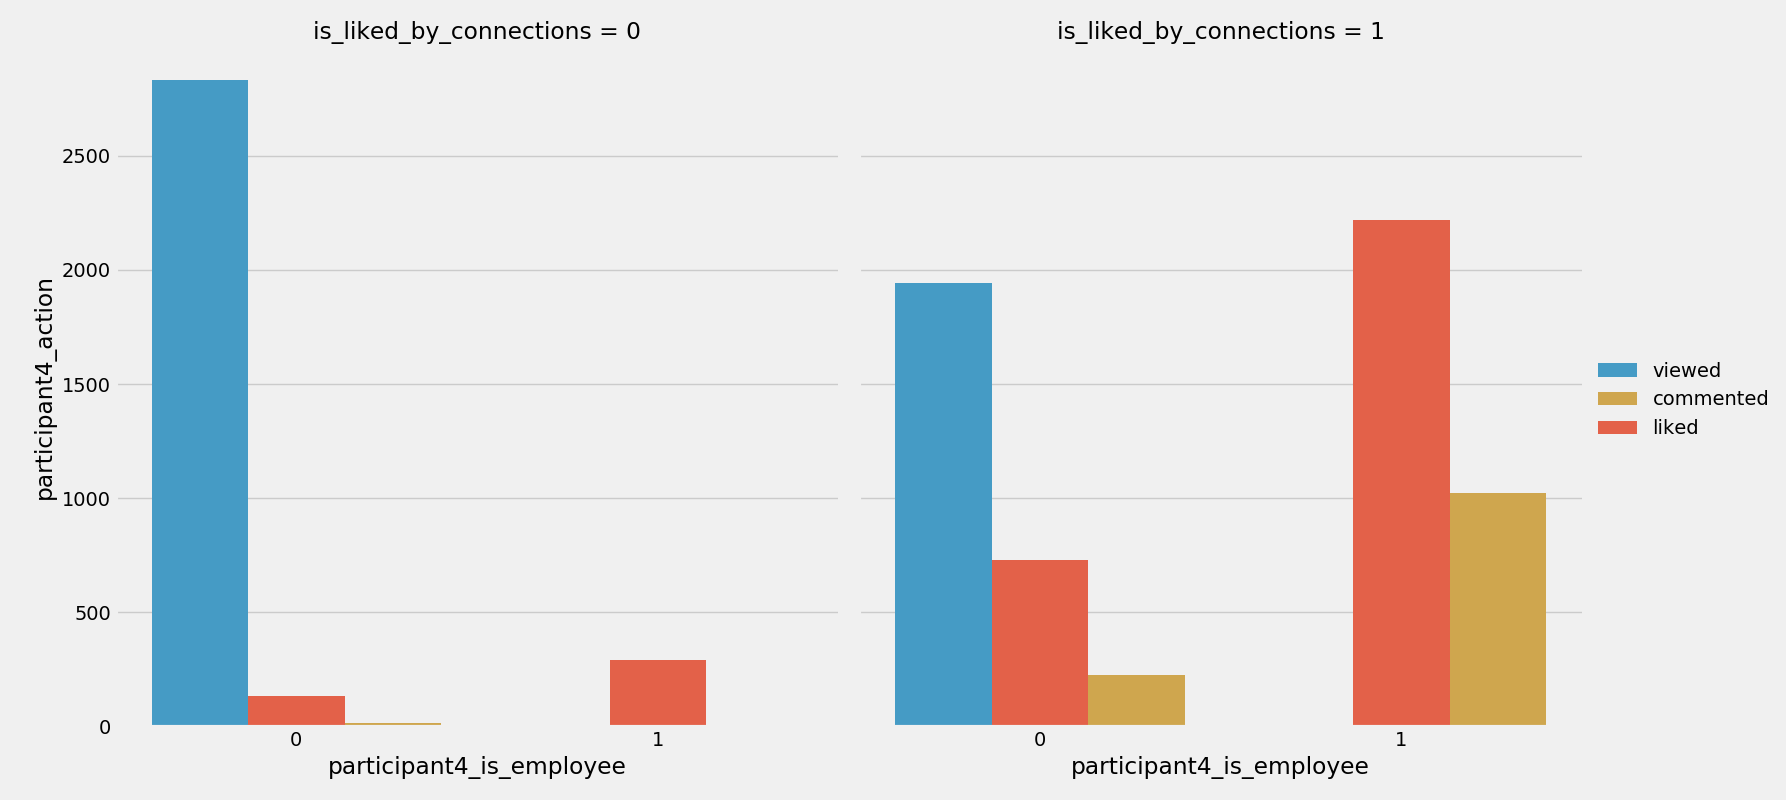 is_liked_by_connections = 0
is_liked_by_connections = 1
participant4_action
2500
2000
1500
1000
500
0
0
1
0
1
participant4_is_employee
participant4_is_employee
viewed
commented
liked